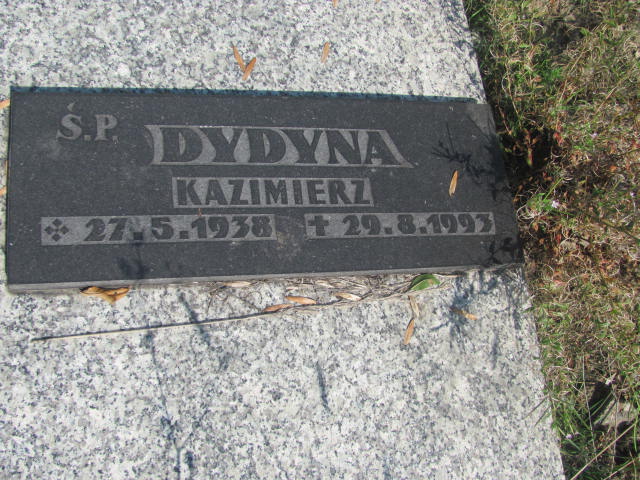 Ś.P. DYDYNA
KAZIMIERZ
27.5.1938 † 29.8.1993